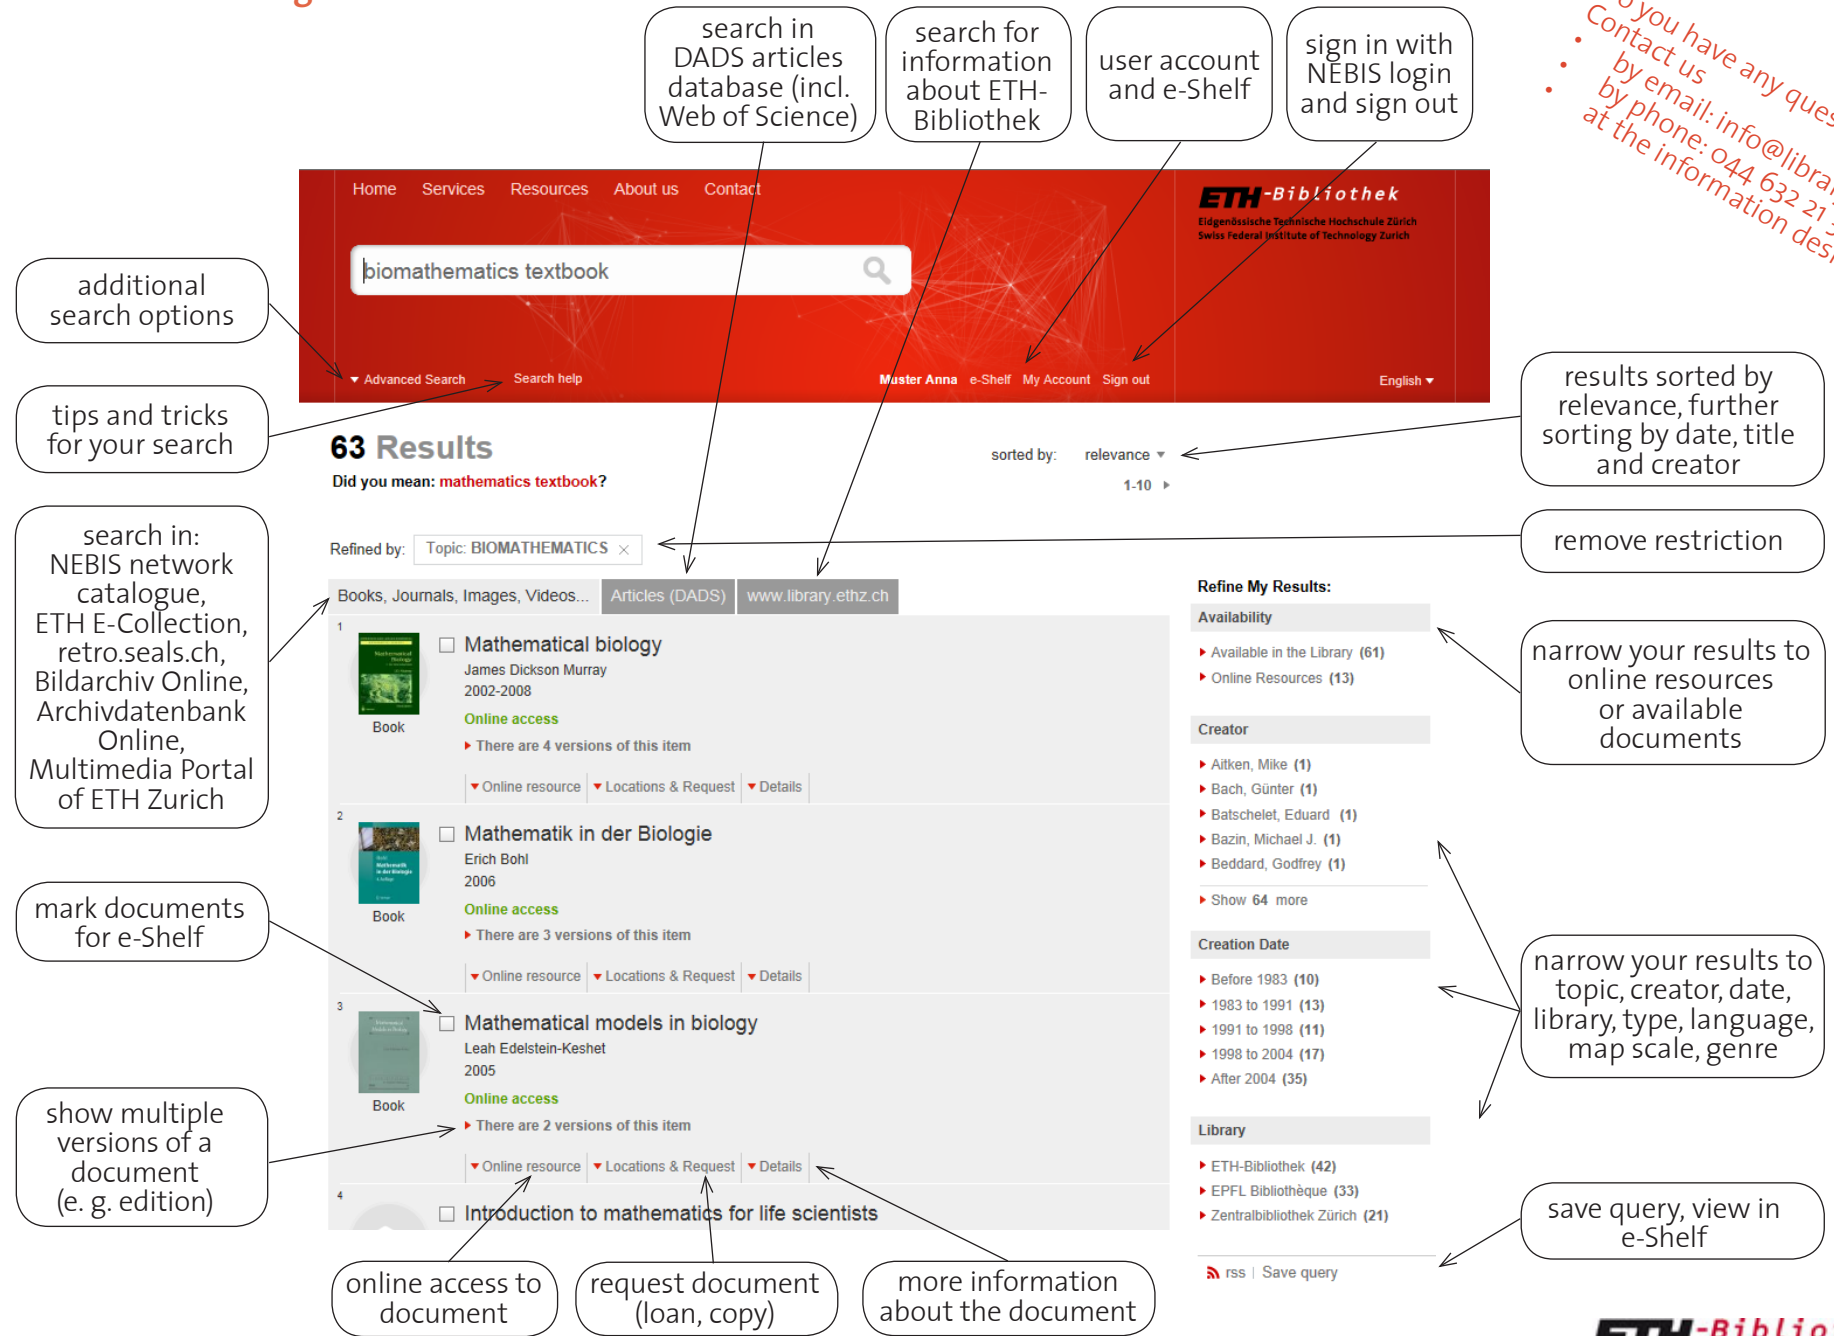 search in
DADS articles
database (incl.
Web of Science)
search for
information
about ETH-
Bibliothek
user account
and e-Shelf
sign in with
NEBIS login
and sign out
you have any
Contact us
• by email:
• by phone: 044 632 21
• at the information
Home Services Resources About us Contact
ETH-Bibliothek
Eidgenössische Technische Hochschule Zürich
Swiss Federal Institute of Technology Zurich
biomathematics textbook
Advanced Search Search help
Muster Anna e-Shelf My Account Sign out
English
additional
search options
tips and tricks
for your search
results sorted by
relevance, further
sorting by date, title
and creator
63 Results
sorted by: relevance
Did you mean: mathematics textbook?
1-10
search in:
NEBIS network
catalogue,
ETH E-Collection,
retro.seals.ch,
Bildarchiv Online,
Archivdatenbank
Online,
Multimedia Portal
of ETH Zurich
Refined by: Topic: BIOMATHEMATICS ×
remove restriction
Books, Journals, Images, Videos... Articles (DADS) www.library.ethz.ch
1
Mathematical biology
James Dickson Murray
2002-2008
Online access
Book
There are 4 versions of this item
Online resource Locations & Request Details
2
Mathematik in der Biologie
Erich Bohl
2006
Online access
Book
There are 3 versions of this item
Online resource Locations & Request Details
mark documents
for e-Shelf
3
Mathematical models in biology
Leah Edelstein-Keshet
2005
Online access
Book
There are 2 versions of this item
Online resource Locations & Request Details
show multiple
versions of a
document
(e. g. edition)
4
Introduction to mathematics for life scientists
online access to
document
request document
(loan, copy)
more information
about the document
Refine My Results:
Availability
Available in the Library (61)
Online Resources (13)
narrow your results to
online resources
or available
documents
Creator
Aitken, Mike (1)
Bach, Günter (1)
Batschelet, Eduard (1)
Bazin, Michael J. (1)
Beddard, Godfrey (1)
Show 64 more
Creation Date
Before 1983 (10)
1983 to 1991 (13)
1991 to 1998 (11)
1998 to 2004 (17)
After 2004 (35)
narrow your results to
topic, creator, date,
library, type, language,
map scale, genre
Library
ETH-Bibliothek (42)
EPFL Bibliothèque (33)
Zentralbibliothek Zürich (21)
rss | Save query
save query, view in
e-Shelf